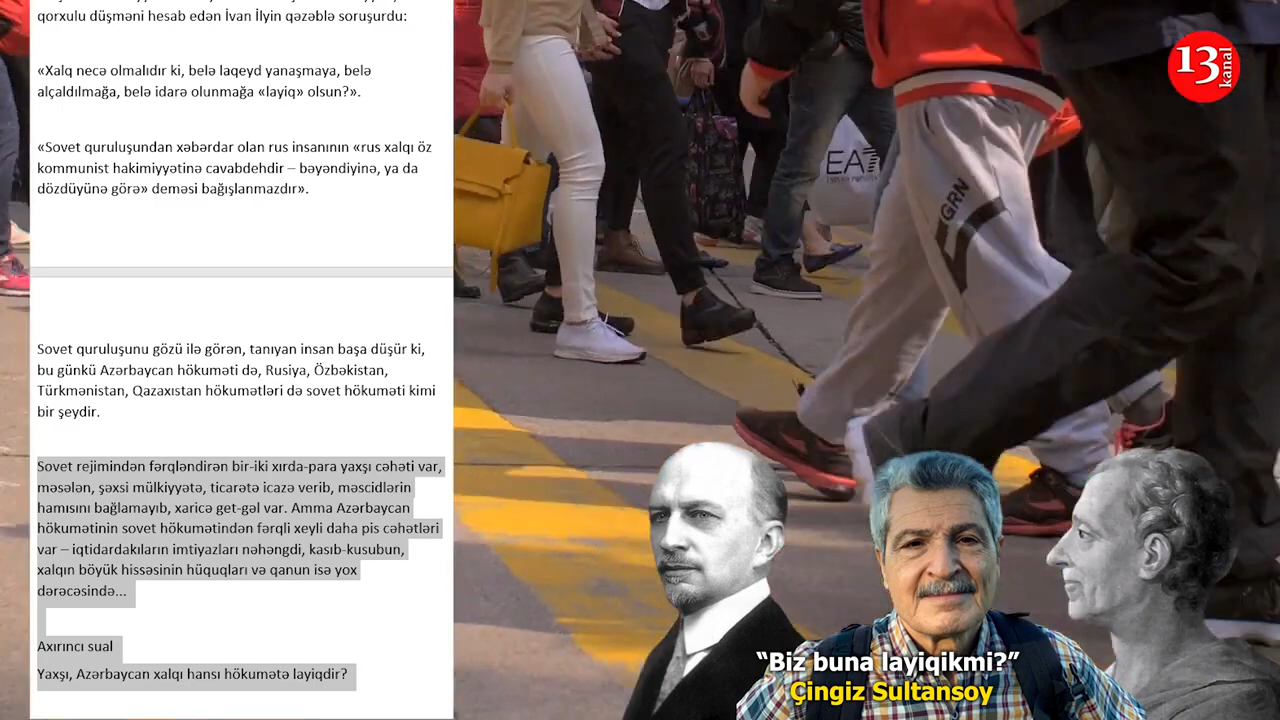 qorxulu düşməni hesab edən İvan İlyin qəzəblə soruşurdu:
«Xalq necə olmalıdır ki, belə laqeyd yanaşmaya, belə
alçaldılmağa, belə idarə olunmağa «layiq» olsun?».
«Sovet quruluşundan xəbərdar olan rus insanının «rus xalqı öz
kommunist hakimiyyətinə cavabdehdir – bəyəndiyinə, ya da
dözdüyünə görə» deməsi bağışlanmazdır».
Sovet quruluşunu gözü ilə görən, tanıyan insan başa düşür ki,
bu günkü Azərbaycan hökuməti də, Rusiya, Özbəkistan,
Türkmənistan, Qazaxıstan hökumətləri də sovet hökuməti kimi
bir şeydir.
Sovet rejimindən fərqləndirən bir-iki xırda-para yaxşı cəhəti var,
məsələn, şəxsi mülkiyyətə, ticarətə icazə verib, məscidlərin
hamısını bağlamayıb, xaricə get-gəl var. Amma Azərbaycan
hökumətinin sovet hökumətindən fərqli xeyli daha pis cəhətləri
var – iqtidardakıların imtiyazları nəhəngdi, kasıb-kusubun,
xalqın böyük hissəsinin hüquqları və qanun isə yox
dərəcəsində...
Axırıncı sual
Yaxşı, Azərbaycan xalqı hansı hökumətə layiqdir?
13 kanal
EA7
GRN
“Biz buna layiqikmi?”
Çingiz Sultansoy